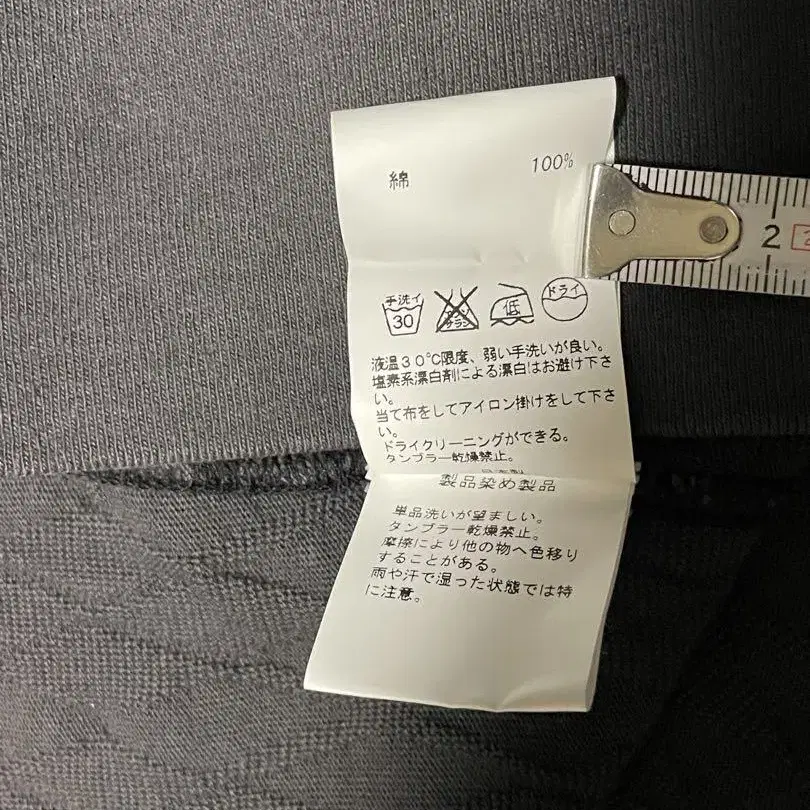 綿 100%
手洗イ 30 低 ドライ
液温30℃限度、弱い手洗いが良い。
塩素系漂白剤による漂白はお避け下さ
い。
当て布をしてアイロン掛けをして下さ
い。
ドライクリーニングができる。
タンブラー乾燥禁止。
製品染め製品
単品洗いが望ましい。
タンブラー乾燥禁止。
摩擦により他の物へ色移り
することがある。
雨や汗で湿った状態では特
に注意。
2